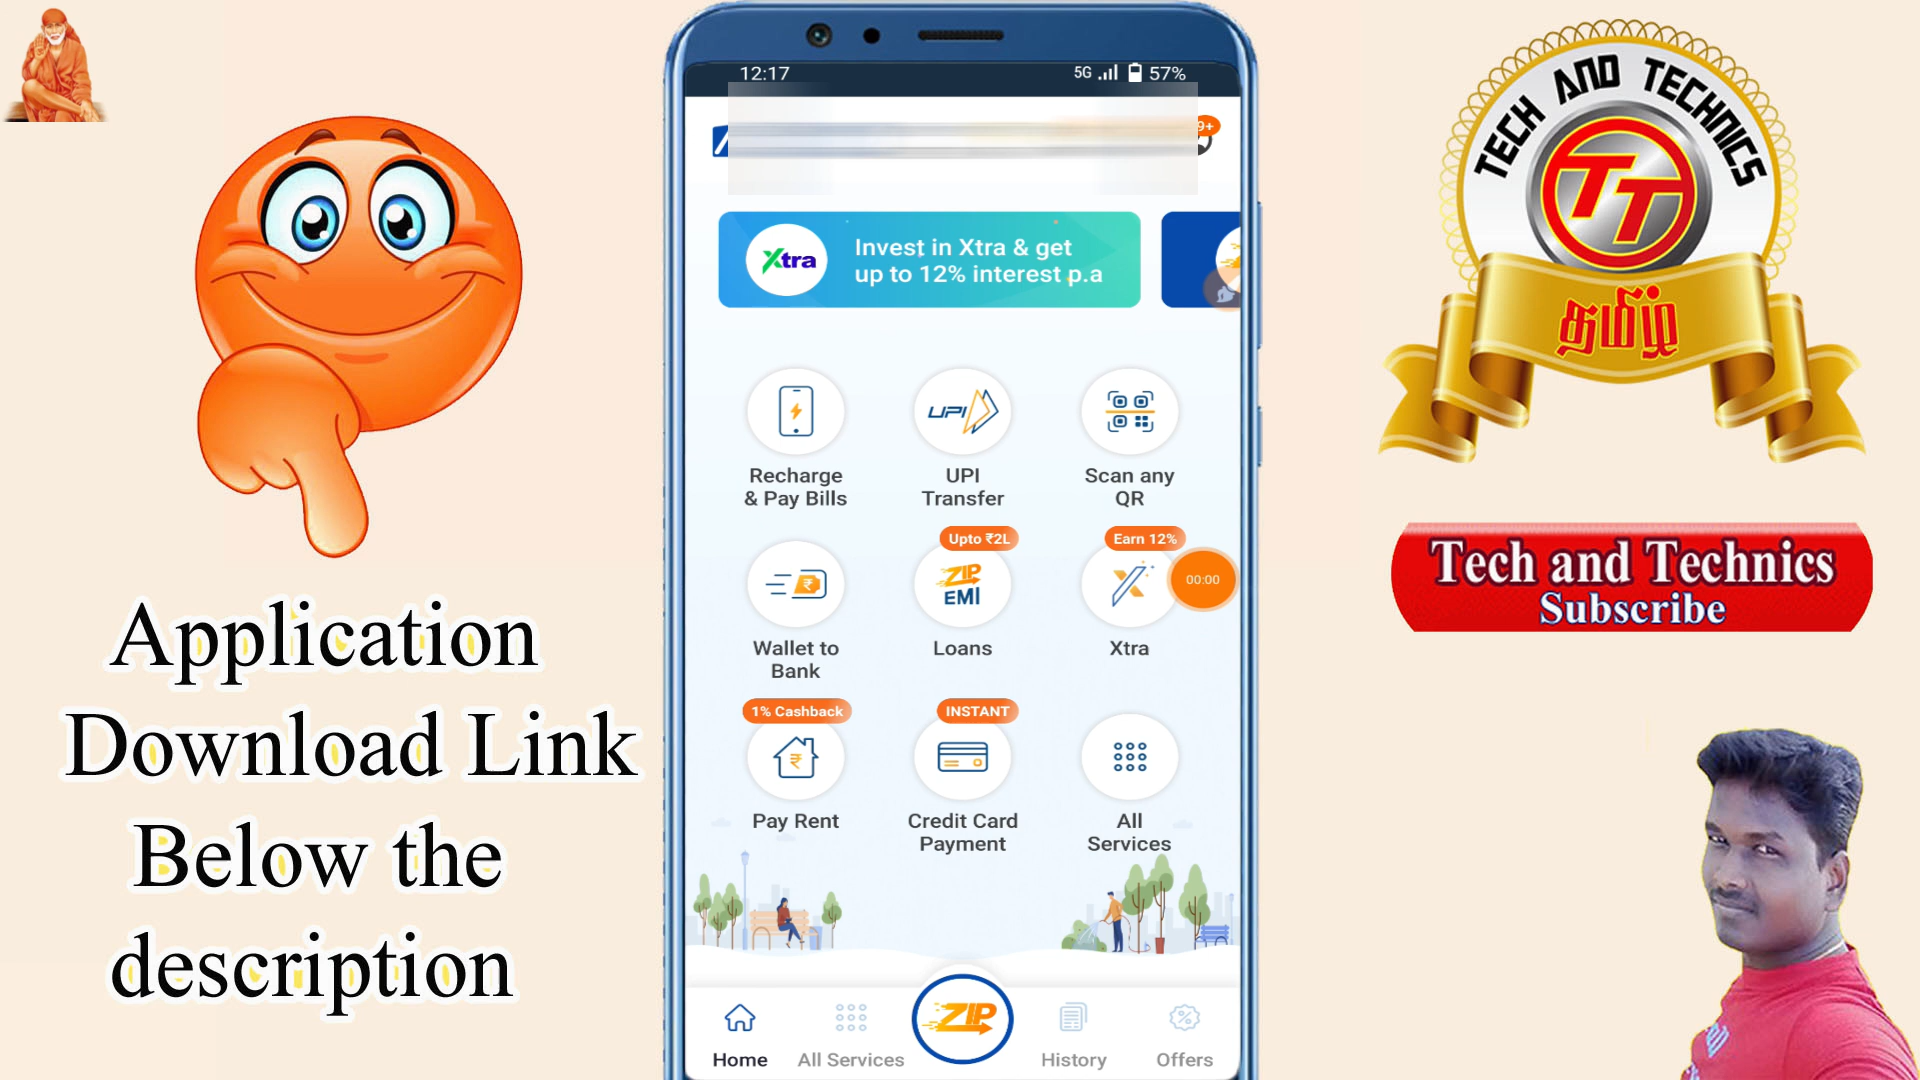 Application
Download Link
Below the
description
12:17
5G
57%
9+
Xtra
Invest in Xtra & get
up to 12% interest p.a
UPI
Recharge
& Pay Bills
UPI
Transfer
Scan any
QR
Upto ₹2L
Earn 12%
ZIP
EMI
00:00
Wallet to
Bank
Loans
Xtra
1% Cashback
INSTANT
Pay Rent
Credit Card
Payment
All
Services
ZIP
Home
All Services
History
Offers
TECH AND TECHNICS
TT
தமிழ்
Tech and Technics
Subscribe